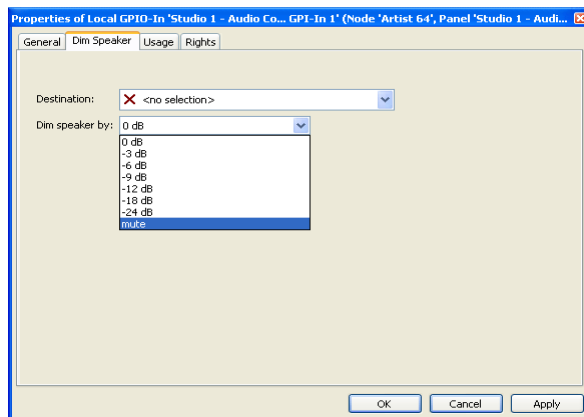 Properties of Local GPIO-In 'Studio 1 - Audio Co... GPI-In 1' (Node 'Artist 64', Panel 'Studio 1 - Audi...
General Dim Speaker Usage Rights
Destination: <no selection>
Dim speaker by: 0 dB
0 dB
-3 dB
-6 dB
-9 dB
-12 dB
-18 dB
-24 dB
mute
OK Cancel Apply